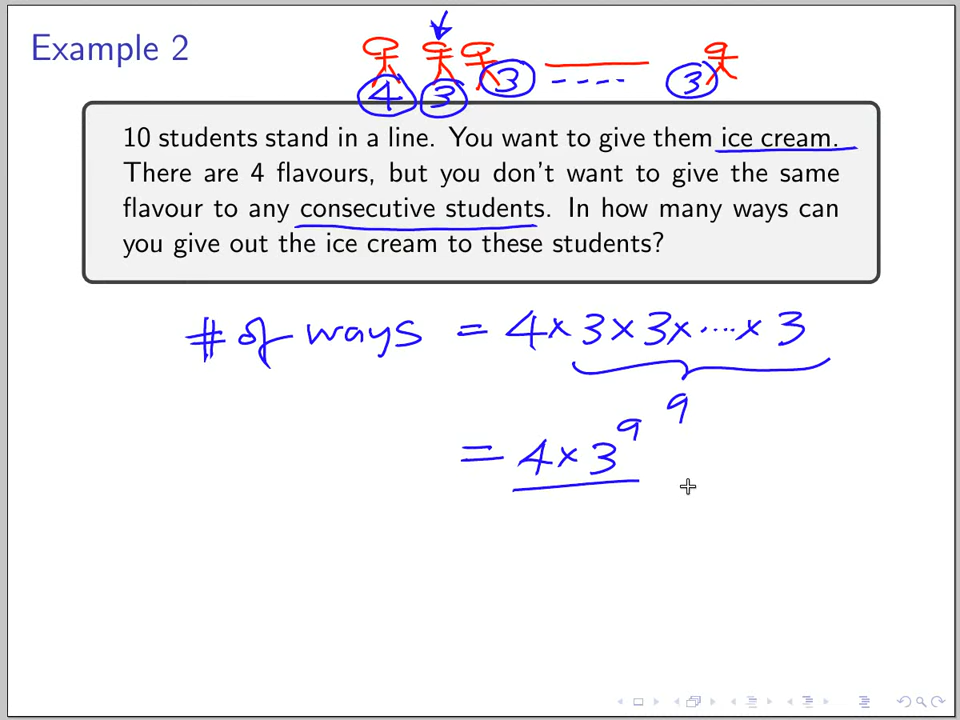 Example 2
4 3 3 ---- 3
10 students stand in a line. You want to give them ice cream.
There are 4 flavours, but you don't want to give the same
flavour to any consecutive students. In how many ways can
you give out the ice cream to these students?
# of ways = 4 × 3 × 3 × .... × 3
9
= 4 × 3⁹